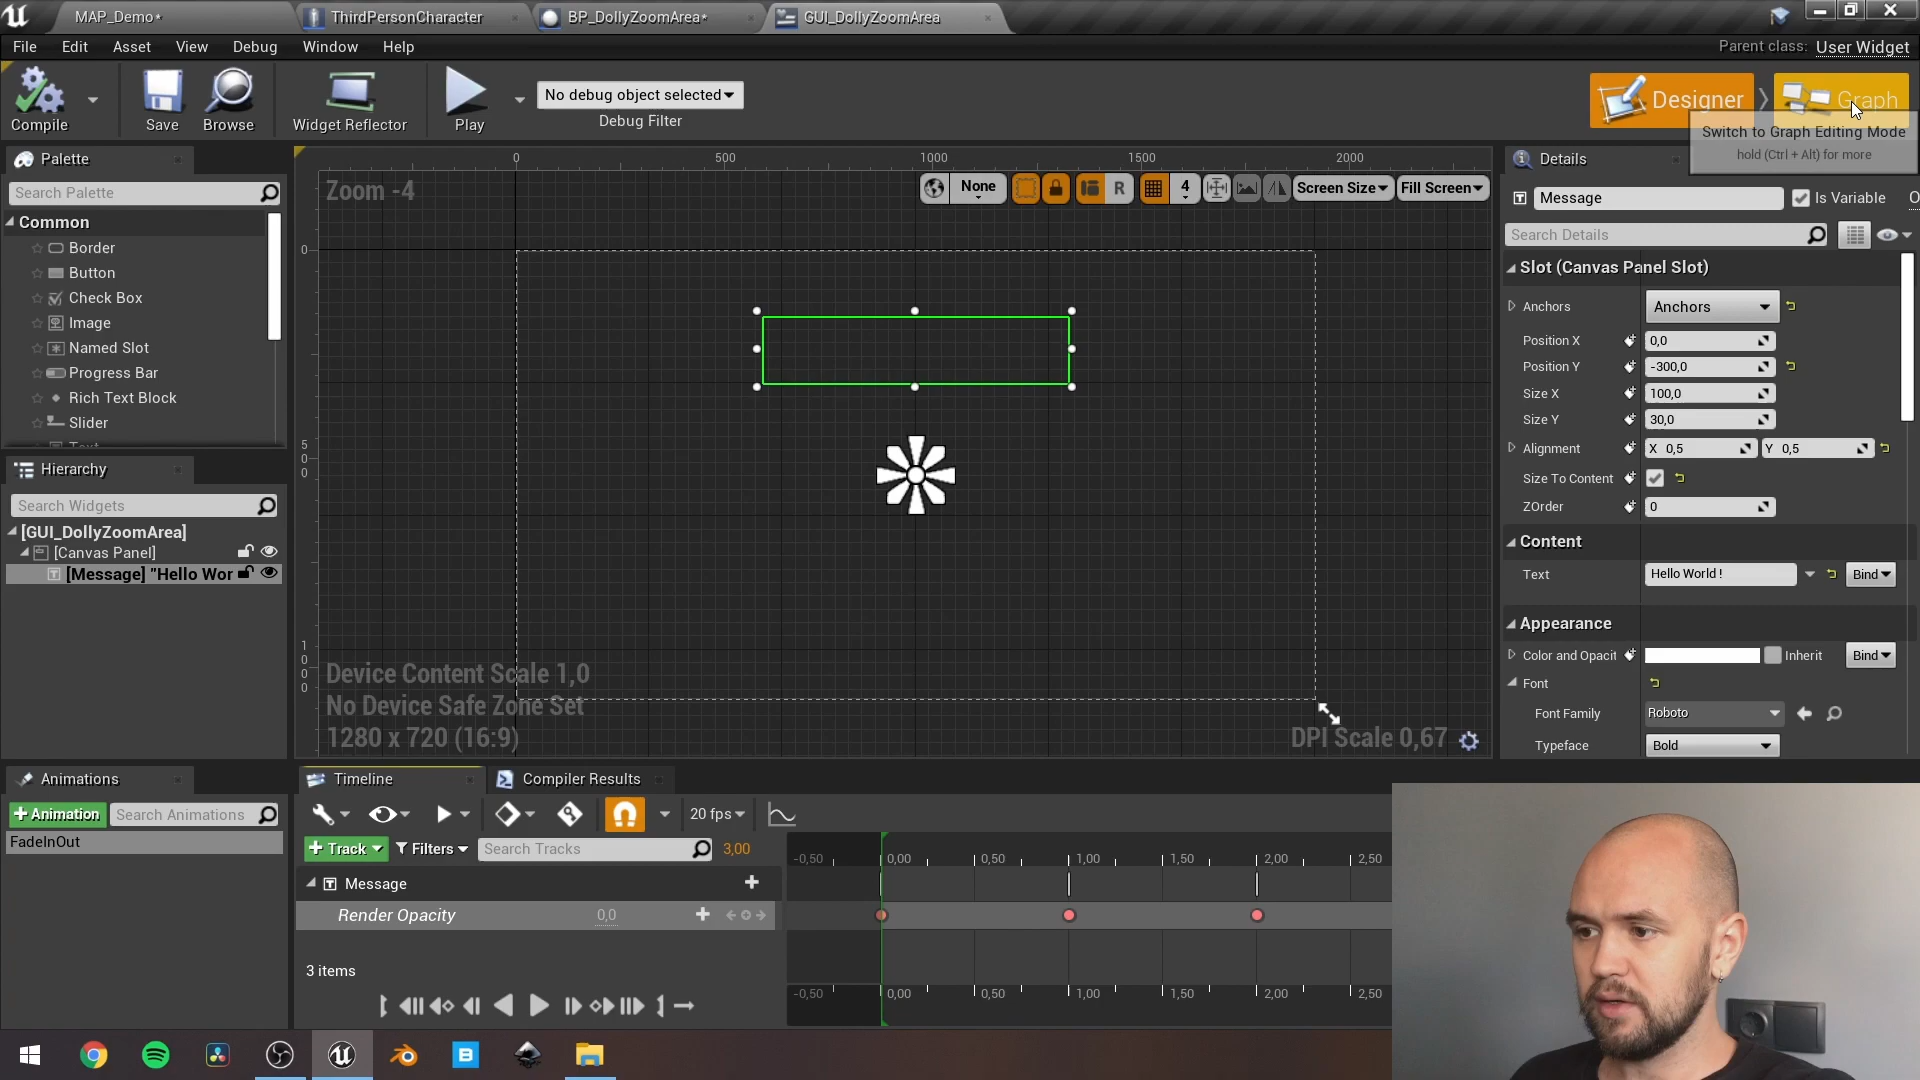 MAP_Demo*
ThirdPersonCharacter
BP_DollyZoomArea*
GUI_DollyZoomArea
File Edit Asset View Debug Window Help
Parent class: User Widget
Compile
Save
Browse
Widget Reflector
Play
No debug object selected
Debug Filter
Designer
Graph
Switch to Graph Editing Mode
hold (Ctrl + Alt) for more
Palette
Search Palette
Common
Border
Button
Check Box
Image
Named Slot
Progress Bar
Rich Text Block
Slider
Hierarchy
Search Widgets
[GUI_DollyZoomArea]
[Canvas Panel]
[Message] "Hello Wor
0 500 1000 1500 2000
Zoom -4
None
R
4
Screen Size
Fill Screen
0
5
0
0
1
0
0
0
Device Content Scale 1,0
No Device Safe Zone Set
1280 x 720 (16:9)
DPI Scale 0,67
Details
Message
Is Variable
Search Details
Slot (Canvas Panel Slot)
Anchors Anchors
Position X 0,0
Position Y -300,0
Size X 100,0
Size Y 30,0
Alignment X 0,5 Y 0,5
Size To Content
ZOrder 0
Content
Text Hello World ! Bind
Appearance
Color and Opacit Inherit Bind
Font
Font Family Roboto
Typeface Bold
Animations
Animation
Search Animations
FadeInOut
Timeline
Compiler Results
20 fps
Track
Filters
Search Tracks
3,00
Message
Render Opacity 0,0
3 items
-0,50 0,00 0,50 1,00 1,50 2,00 2,50
-0,50 0,00 0,50 1,00 1,50 2,00 2,50